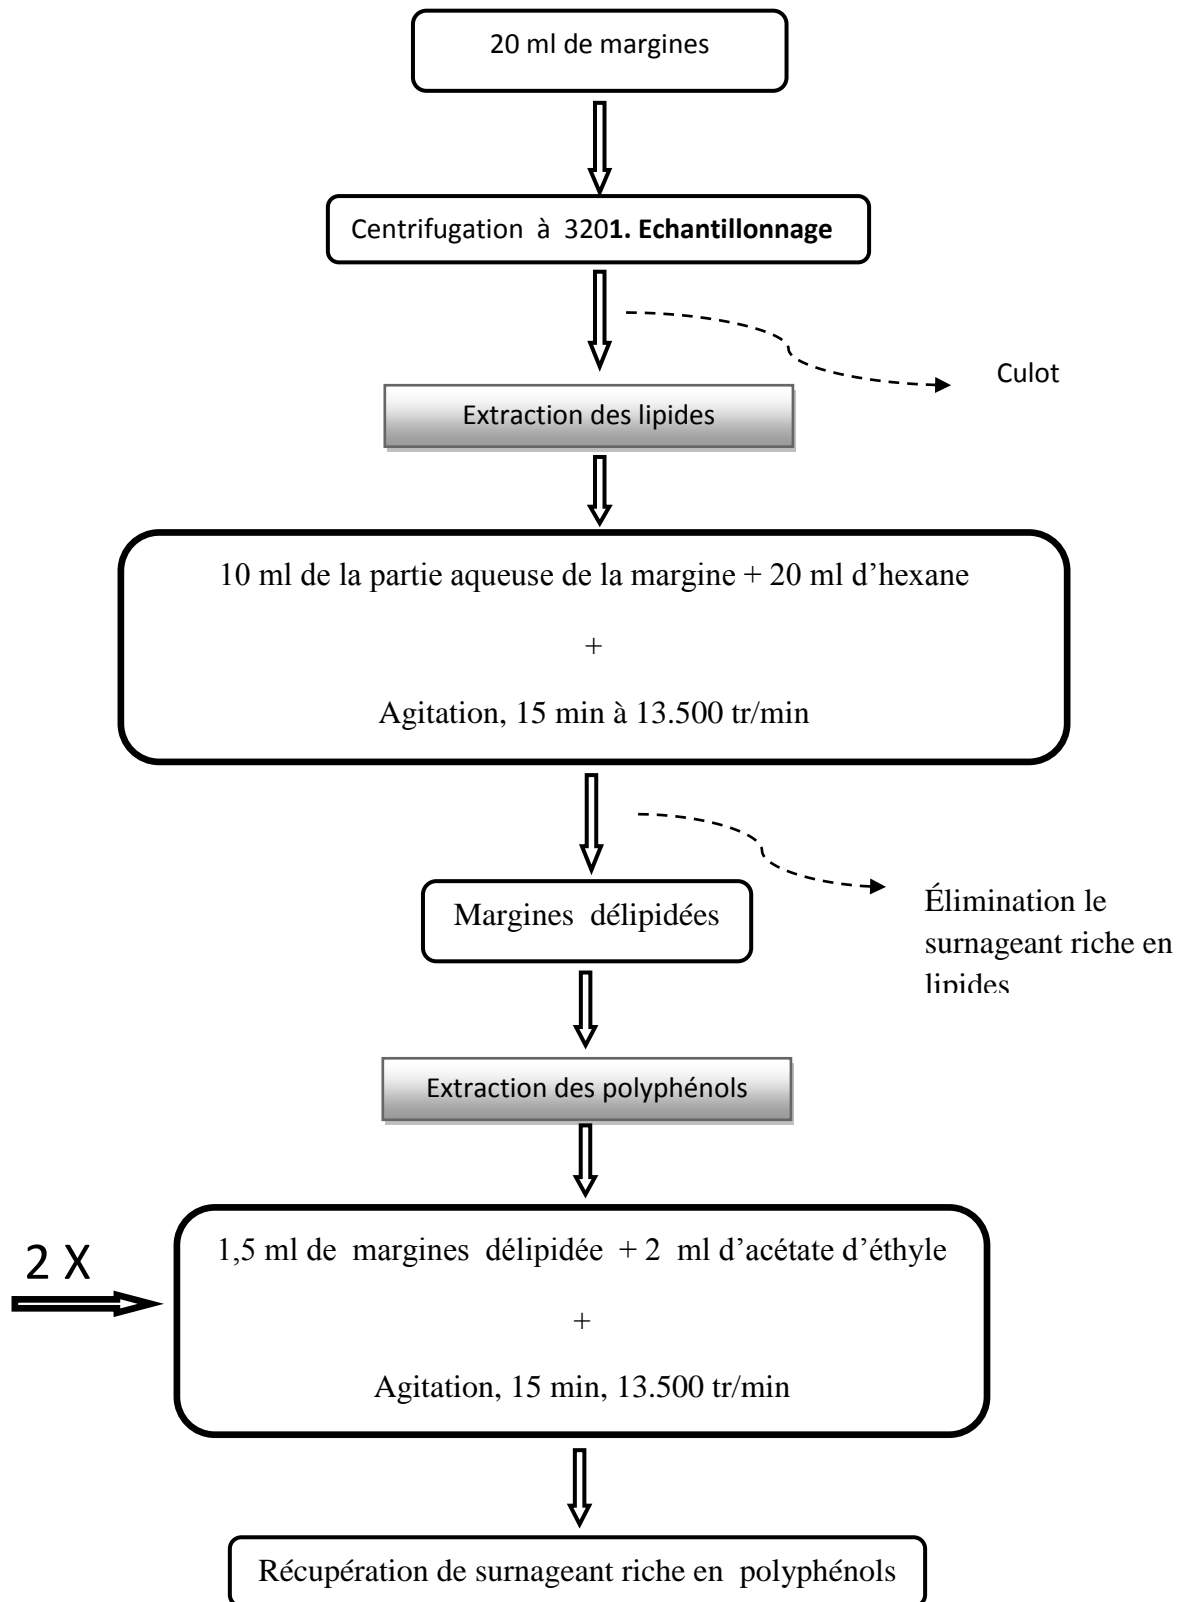 20 ml de margines
Centrifugation à 3201. Echantillonnage
Culot
Extraction des lipides
10 ml de la partie aqueuse de la margine + 20 ml d’hexane
+
Agitation, 15 min à 13.500 tr/min
Margines délipidées
Élimination le
surnageant riche en
lipides
Extraction des polyphénols
2 X
1,5 ml de margines délipidée + 2 ml d’acétate d’éthyle
+
Agitation, 15 min, 13.500 tr/min
Récupération de surnageant riche en polyphénols